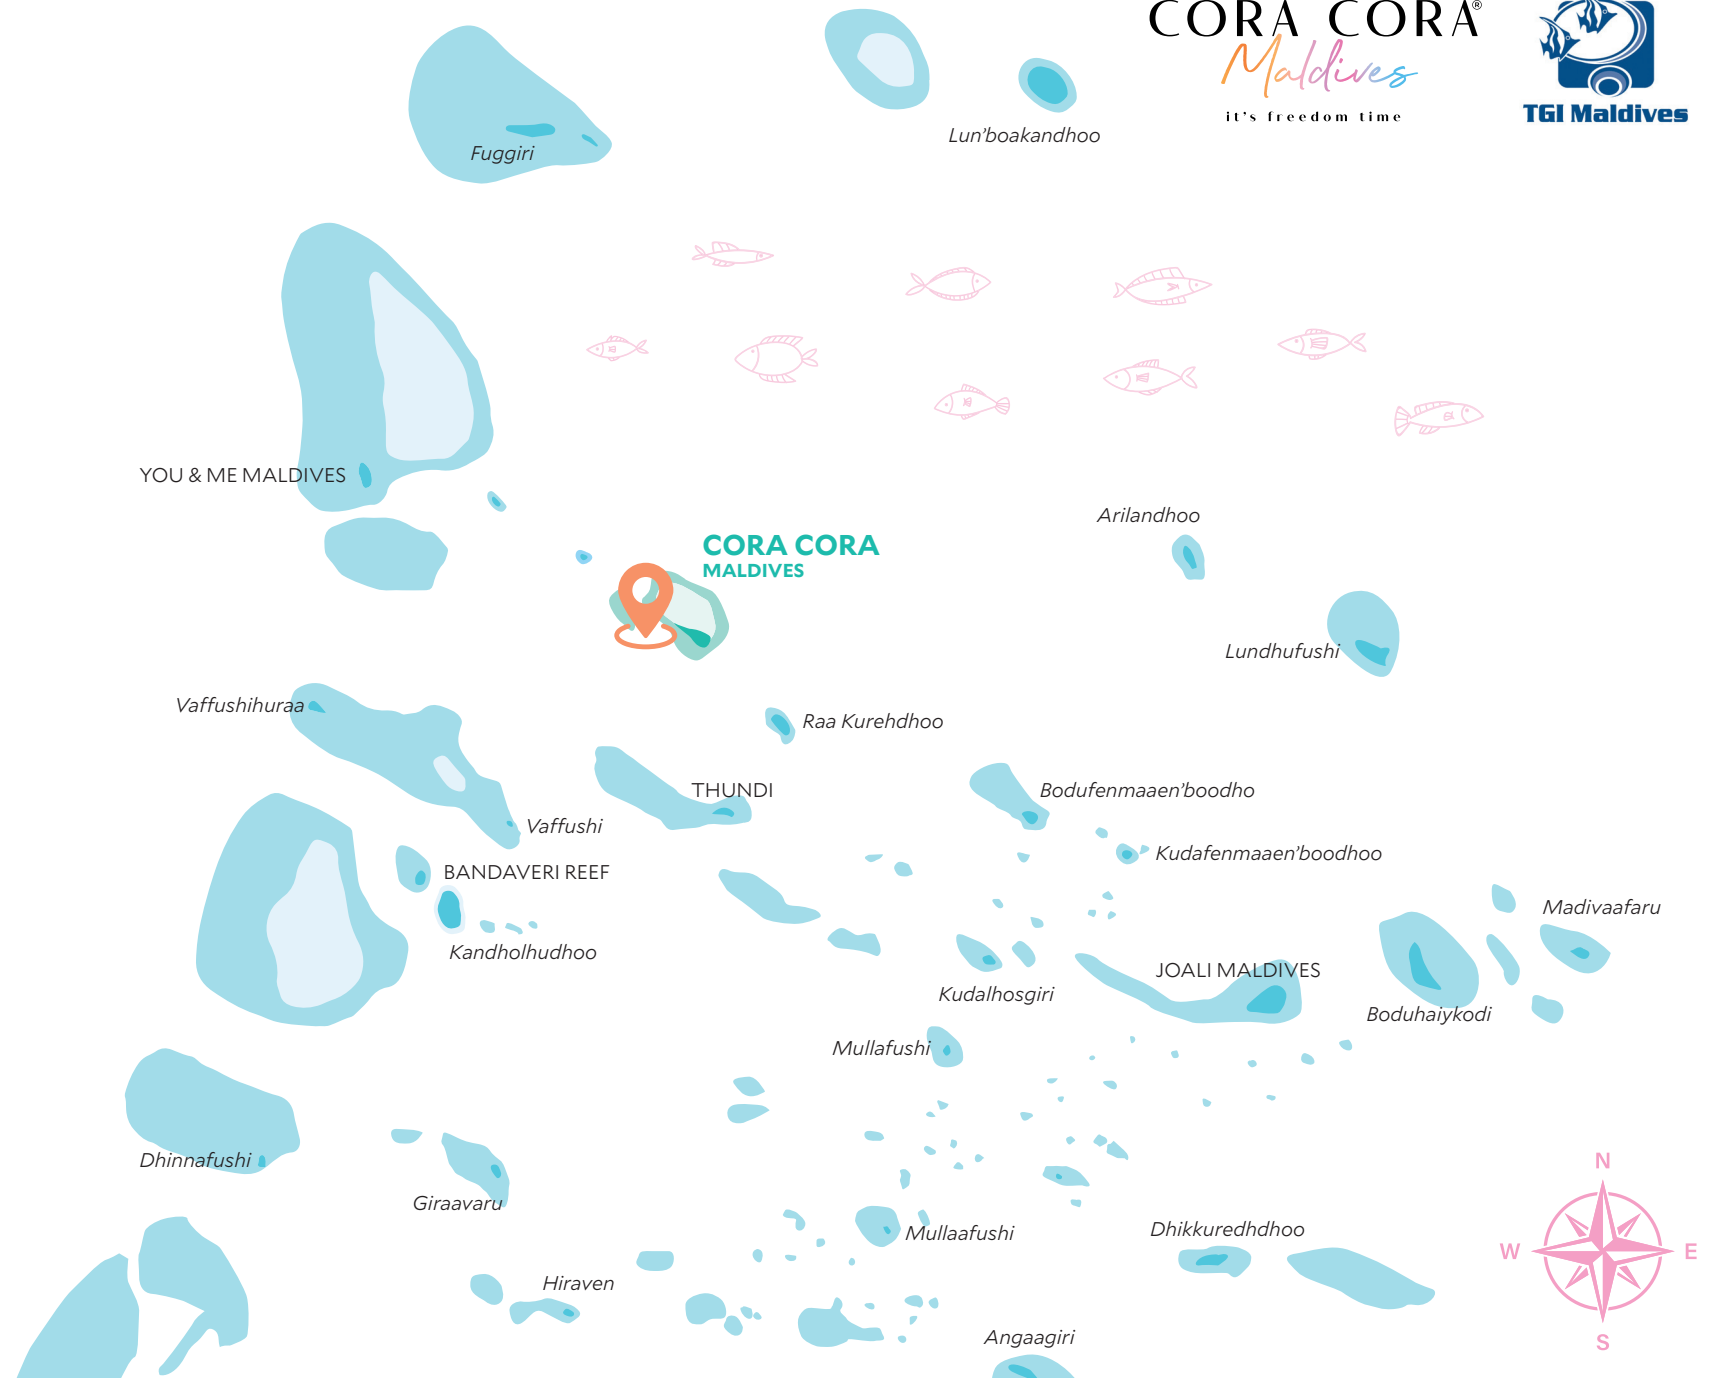 CORA CORA®
Maldives
it's freedom time
TGI Maldives
Lun'boakandhoo
Fuggiri
YOU & ME MALDIVES
Arilandhoo
CORA CORA
MALDIVES
Lundhufushi
Vaffushihuraa
Raa Kurehdhoo
THUNDI
Bodufenmaaen'boodho
Vaffushi
Kudafenmaaen'boodhoo
BANDAVERI REEF
Madivaafaru
Kandholhudhoo
JOALI MALDIVES
Kudalhosgiri
Boduhaiykodi
Mullafushi
Dhinnafushi
Giraavaru
Mullaafushi
Dhikkuredhdhoo
Hiraven
Angaagiri
N
W E
S